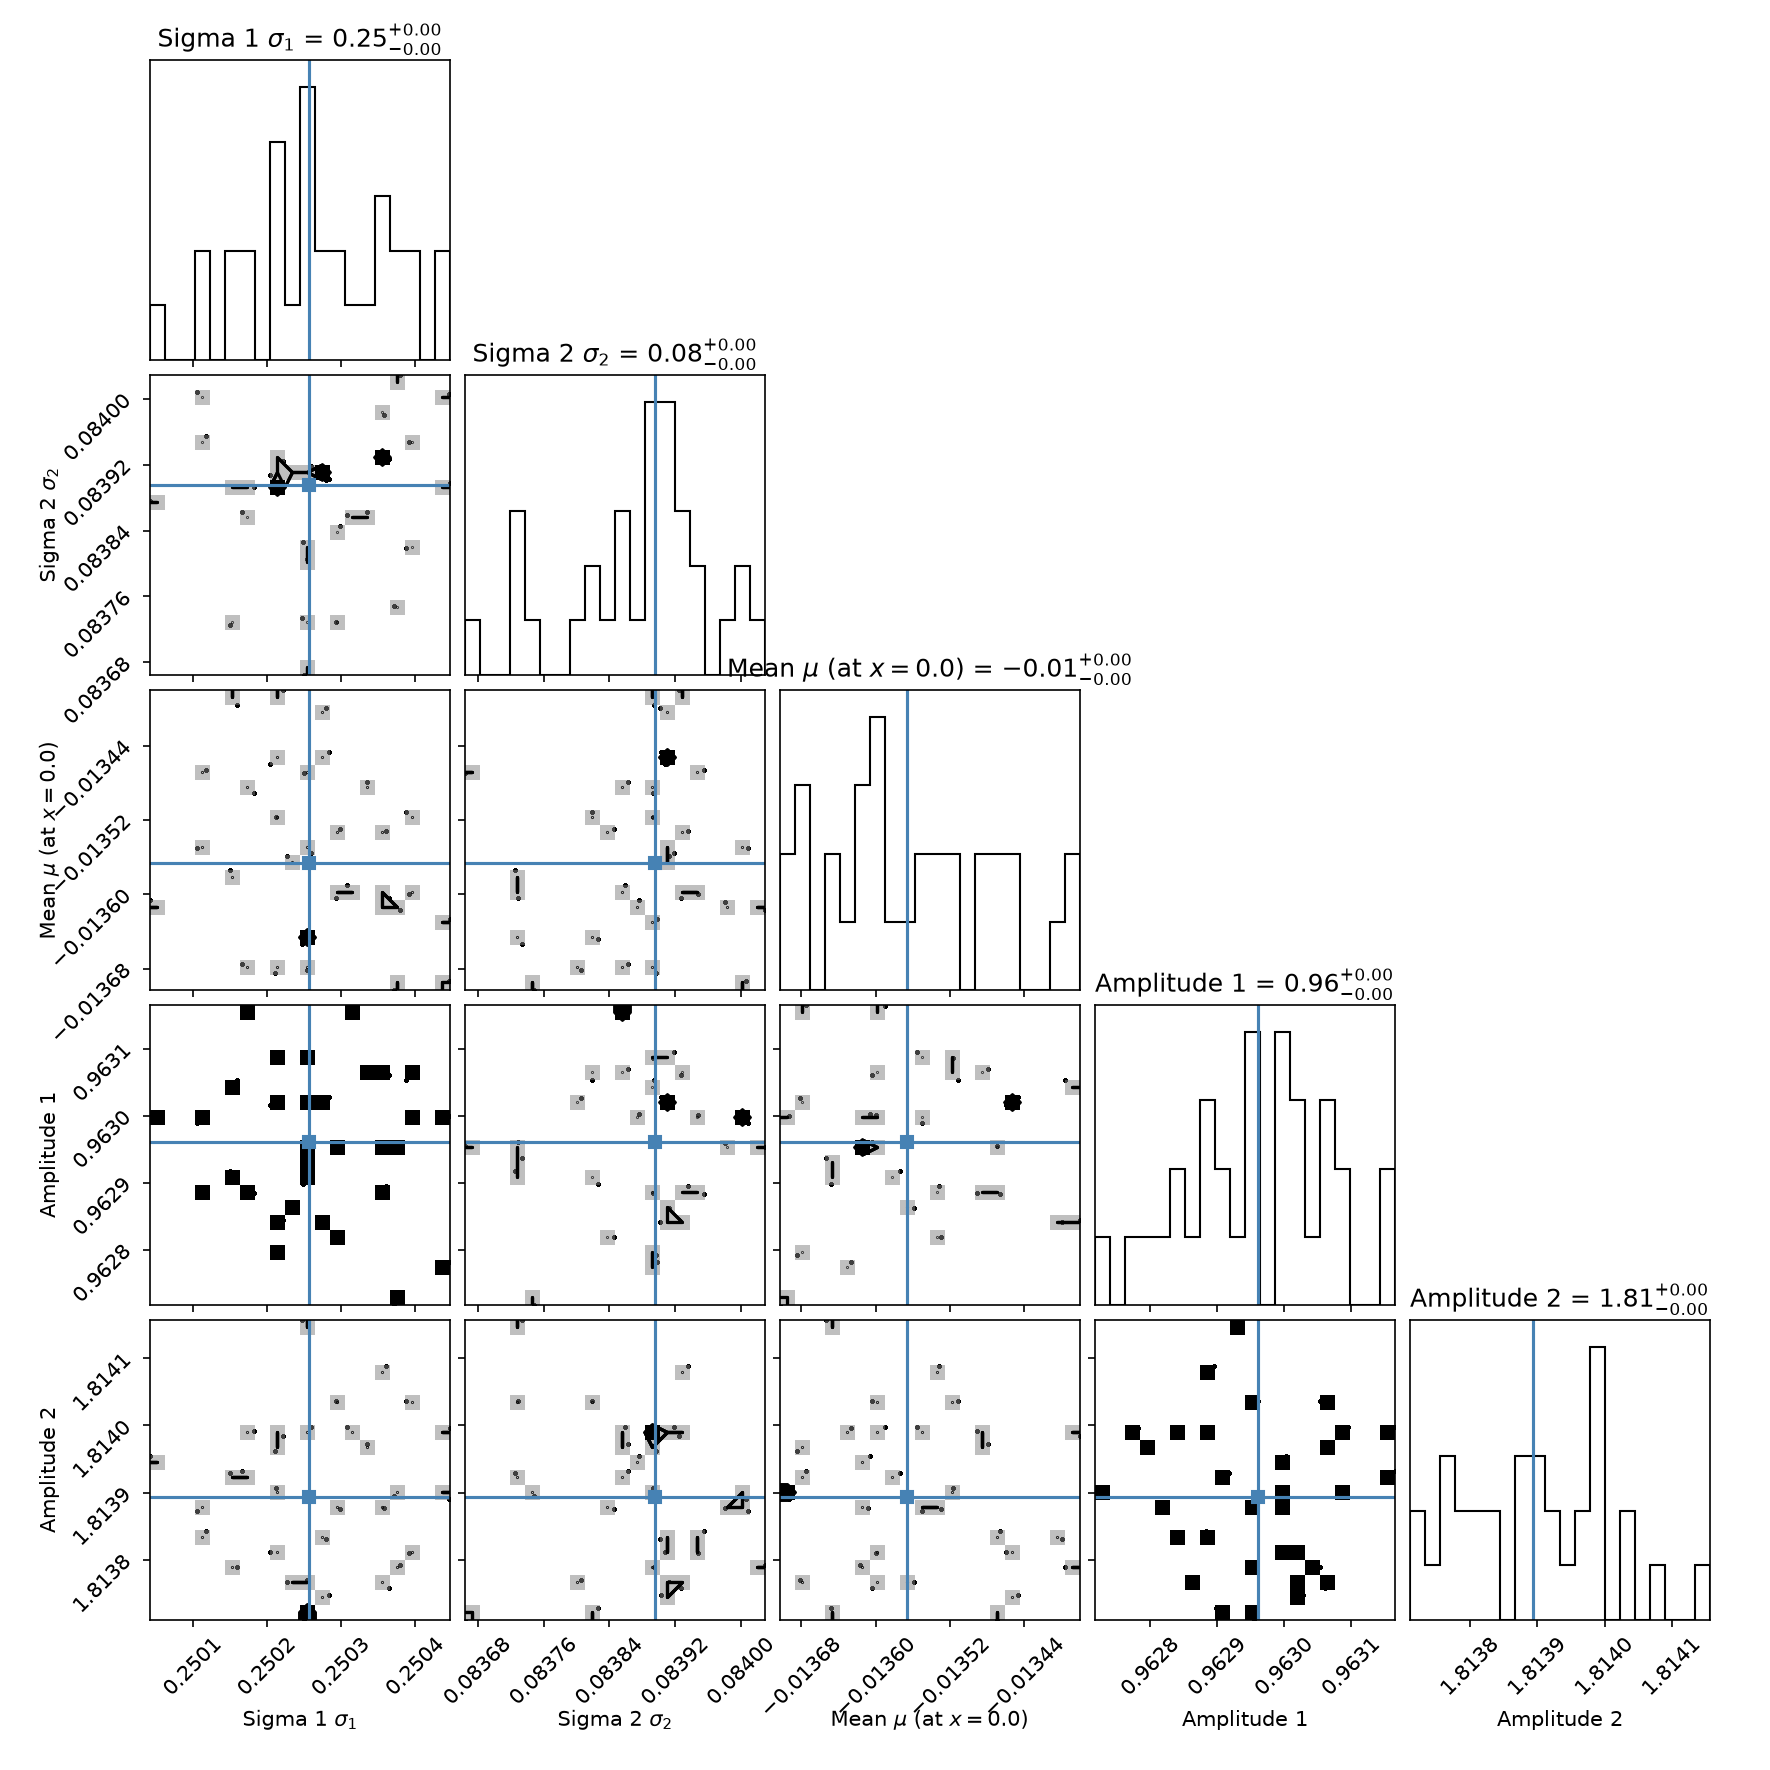 Sigma 1 σ₁ = 0.25+0.00−0.00
Sigma 2 σ₂ = 0.08+0.00−0.00
0.08400
0.08392
0.08384
0.08376
0.08368
Sigma 2 σ₂
Mean μ (at x = 0.0) = −0.01+0.00−0.00
−0.01344
−0.01352
−0.01360
−0.01368
Mean μ (at x = 0.0)
Amplitude 1 = 0.96+0.00−0.00
0.9631
0.9630
0.9629
0.9628
Amplitude 1
Amplitude 2 = 1.81+0.00−0.00
1.8141
1.8140
1.8139
1.8138
Amplitude 2
0.2501 0.2502 0.2503 0.2504
0.08368 0.08376 0.08384 0.08392 0.08400
−0.01368 −0.01360 −0.01352 −0.01344
0.9628 0.9629 0.9630 0.9631
1.8138 1.8139 1.8140 1.8141
Sigma 1 σ₁
Sigma 2 σ₂
Mean μ (at x = 0.0)
Amplitude 1
Amplitude 2